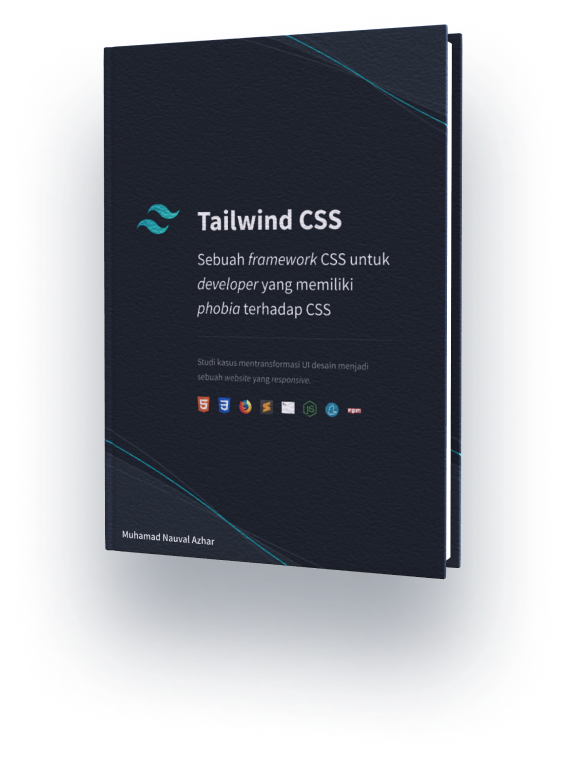 Tailwind CSS
Sebuah framework CSS untuk
developer yang memiliki
phobia terhadap CSS
Studi kasus mentransformasi UI desain menjadi
sebuah website yang responsive.
Muhamad Nauval Azhar